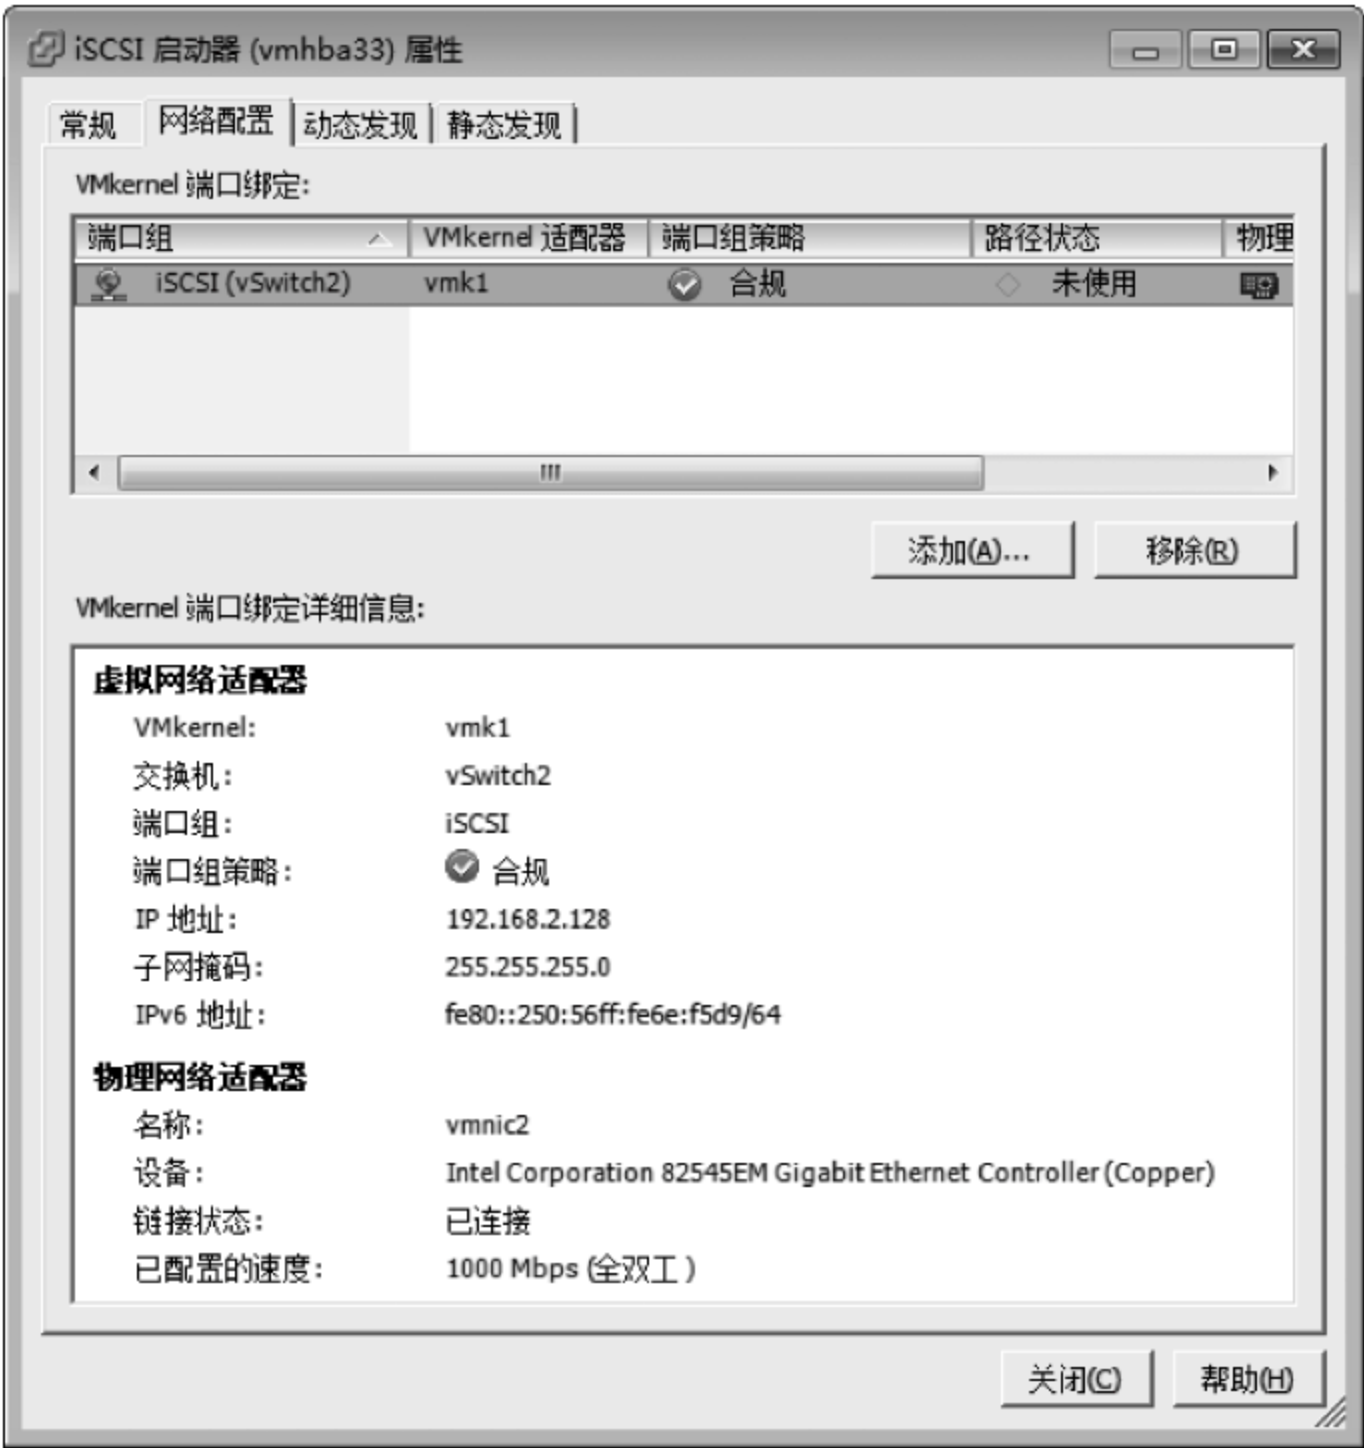 iSCSI 启动器 (vmhba33) 属性
常规 网络配置 动态发现 静态发现
VMkernel 端口绑定:
端口组 VMkernel 适配器 端口组策略 路径状态 物理
iSCSI (vSwitch2) vmk1 合规 未使用
添加(A)... 移除(R)
VMkernel 端口绑定详细信息:
虚拟网络适配器
VMkernel: vmk1
交换机: vSwitch2
端口组: iSCSI
端口组策略: 合规
IP 地址: 192.168.2.128
子网掩码: 255.255.255.0
IPv6 地址: fe80::250:56ff:fe6e:f5d9/64
物理网络适配器
名称: vmnic2
设备: Intel Corporation 82545EM Gigabit Ethernet Controller (Copper)
链接状态: 已连接
已配置的速度: 1000 Mbps (全双工 )
关闭(C) 帮助(H)